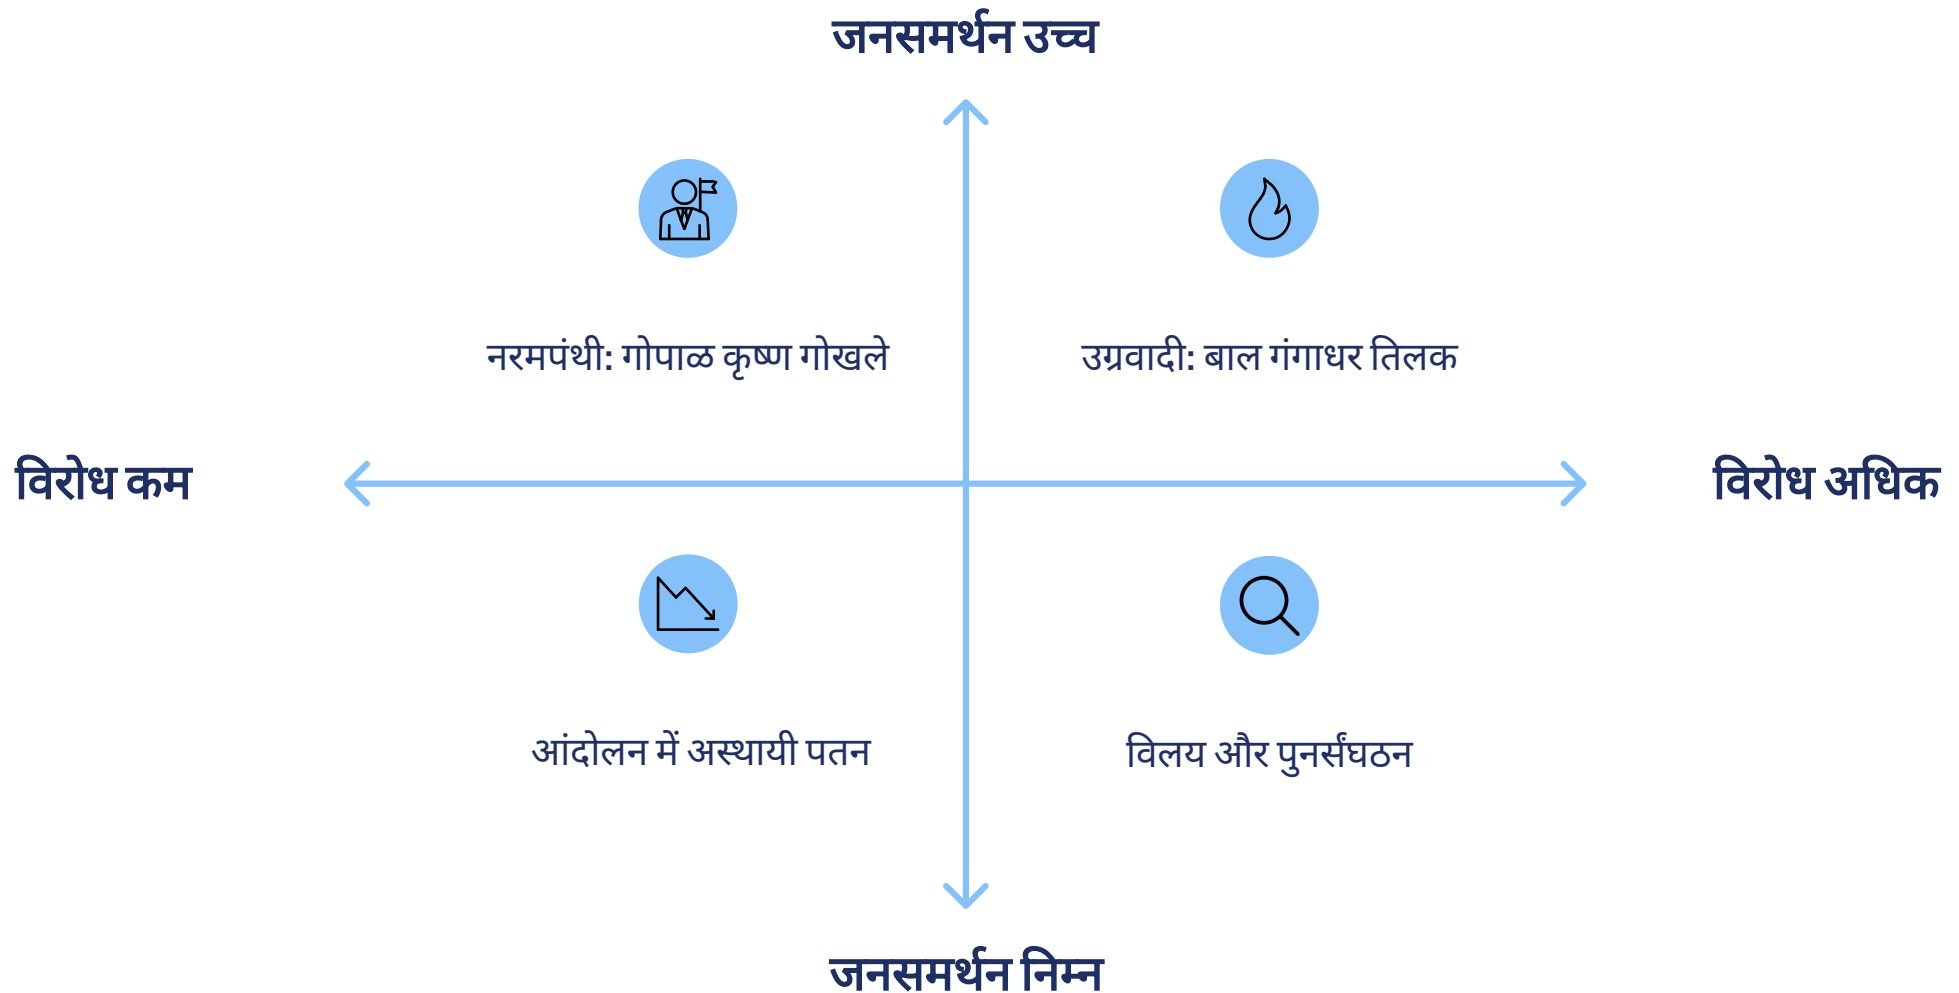 जनसमर्थन उच्च
नरमपंथी: गोपाळ कृष्ण गोखले
उग्रवादी: बाल गंगाधर तिलक
विरोध कम
विरोध अधिक
आंदोलन में अस्थायी पतन
विलय और पुनर्संघठन
जनसमर्थन निम्न